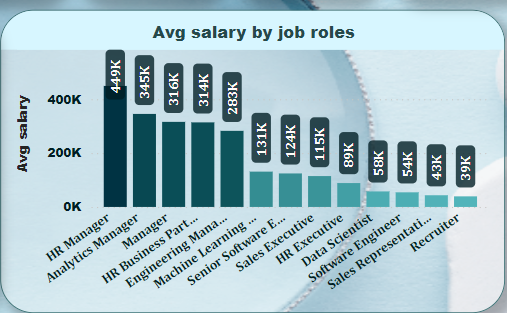 Avg salary by job roles
Avg salary
400K
200K
0K
449K
345K
316K
314K
283K
131K
124K
115K
89K
58K
54K
43K
39K
HR Manager
Analytics Manager
Manager
HR Business Part...
Engineering Mana...
Machine Learning ...
Senior Software E...
Sales Executive
HR Executive
Data Scientist
Software Engineer
Sales Representati...
Recruiter